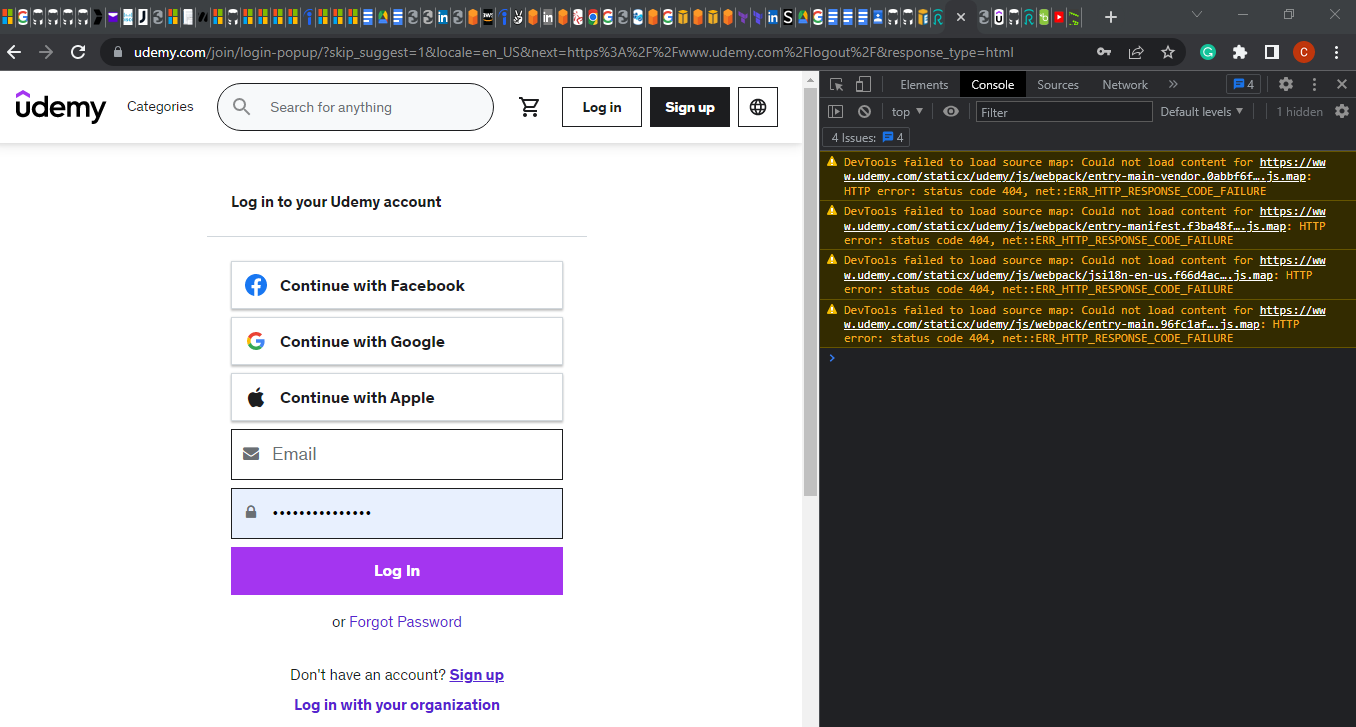 udemy.com/join/login-popup/?skip_suggest=1&locale=en_US&next=https%3A%2F%2Fwww.udemy.com%2Flogout%2F&response_type=html
C
ûdemy
Categories
Search for anything
Log in
Sign up
Log in to your Udemy account
Continue with Facebook
Continue with Google
Continue with Apple
Email
•••••••••••••••
Log In
or Forgot Password
Don't have an account? Sign up
Log in with your organization
Elements Console Sources Network » 4
top Filter Default levels 1 hidden
4 Issues: 4
DevTools failed to load source map: Could not load content for https://ww
w.udemy.com/staticx/udemy/js/webpack/entry-main-vendor.0abbf6f….js.map:
HTTP error: status code 404, net::ERR_HTTP_RESPONSE_CODE_FAILURE
DevTools failed to load source map: Could not load content for https://ww
w.udemy.com/staticx/udemy/js/webpack/entry-manifest.f3ba48f….js.map: HTTP
error: status code 404, net::ERR_HTTP_RESPONSE_CODE_FAILURE
DevTools failed to load source map: Could not load content for https://ww
w.udemy.com/staticx/udemy/js/webpack/jsi18n-en-us.f66d4ac….js.map: HTTP
error: status code 404, net::ERR_HTTP_RESPONSE_CODE_FAILURE
DevTools failed to load source map: Could not load content for https://ww
w.udemy.com/staticx/udemy/js/webpack/entry-main.96fc1af….js.map: HTTP
error: status code 404, net::ERR_HTTP_RESPONSE_CODE_FAILURE